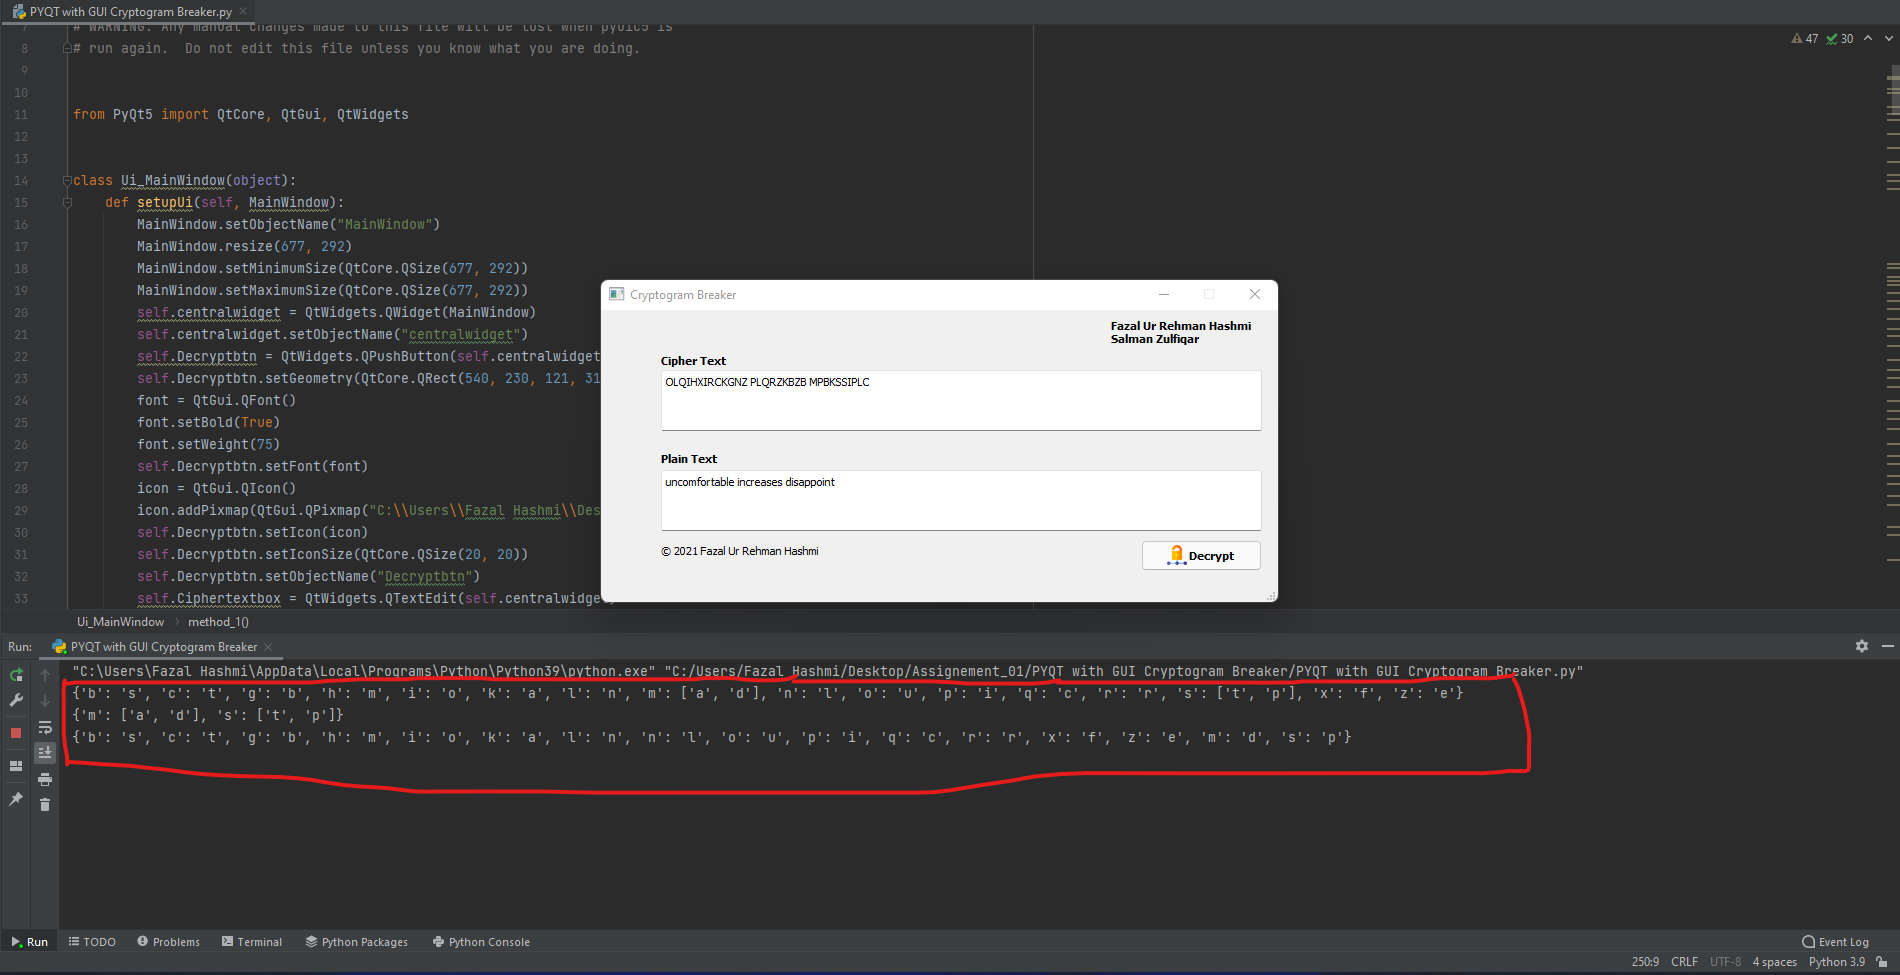 PYQT with GUI Cryptogram Breaker.py
# WARNING: Any manual changes made to this file will be lost when pyuic5 is
8 # run again.  Do not edit this file unless you know what you are doing.
47 30
9
10
11 from PyQt5 import QtCore, QtGui, QtWidgets
12
13
14 class Ui_MainWindow(object):
15     def setupUi(self, MainWindow):
16         MainWindow.setObjectName("MainWindow")
17         MainWindow.resize(677, 292)
18         MainWindow.setMinimumSize(QtCore.QSize(677, 292))
19         MainWindow.setMaximumSize(QtCore.QSize(677, 292))
20         self.centralwidget = QtWidgets.QWidget(MainWindow)
21         self.centralwidget.setObjectName("centralwidget")
22         self.Decryptbtn = QtWidgets.QPushButton(self.centralwidget
23         self.Decryptbtn.setGeometry(QtCore.QRect(540, 230, 121, 31
24         font = QtGui.QFont()
25         font.setBold(True)
26         font.setWeight(75)
27         self.Decryptbtn.setFont(font)
28         icon = QtGui.QIcon()
29         icon.addPixmap(QtGui.QPixmap("C:\\Users\\Fazal Hashmi\\Des
30         self.Decryptbtn.setIcon(icon)
31         self.Decryptbtn.setIconSize(QtCore.QSize(20, 20))
32         self.Decryptbtn.setObjectName("Decryptbtn")
33         self.Ciphertextbox = QtWidgets.QTextEdit(self.centralwidget
Cryptogram Breaker
Fazal Ur Rehman Hashmi
Salman Zulfiqar
Cipher Text
OLQIHXIRCKGNZ PLQRZKBZB MPBKSSIPLC
Plain Text
uncomfortable increases disappoint
© 2021 Fazal Ur Rehman Hashmi
Decrypt
Ui_MainWindow › method_1()
Run: PYQT with GUI Cryptogram Breaker
"C:\Users\Fazal Hashmi\AppData\Local\Programs\Python\Python39\python.exe" "C:/Users/Fazal Hashmi/Desktop/Assignement_01/PYQT with GUI Cryptogram Breaker/PYQT with GUI Cryptogram Breaker.py"
{'b': 's', 'c': 't', 'g': 'b', 'h': 'm', 'i': 'o', 'k': 'a', 'l': 'n', 'm': ['a', 'd'], 'n': 'l', 'o': 'u', 'p': 'i', 'q': 'c', 'r': 'r', 's': ['t', 'p'], 'x': 'f', 'z': 'e'}
{'m': ['a', 'd'], 's': ['t', 'p']}
{'b': 's', 'c': 't', 'g': 'b', 'h': 'm', 'i': 'o', 'k': 'a', 'l': 'n', 'n': 'l', 'o': 'u', 'p': 'i', 'q': 'c', 'r': 'r', 'x': 'f', 'z': 'e', 'm': 'd', 's': 'p'}
Run TODO Problems Terminal Python Packages Python Console Event Log
250:9 CRLF UTF-8 4 spaces Python 3.9